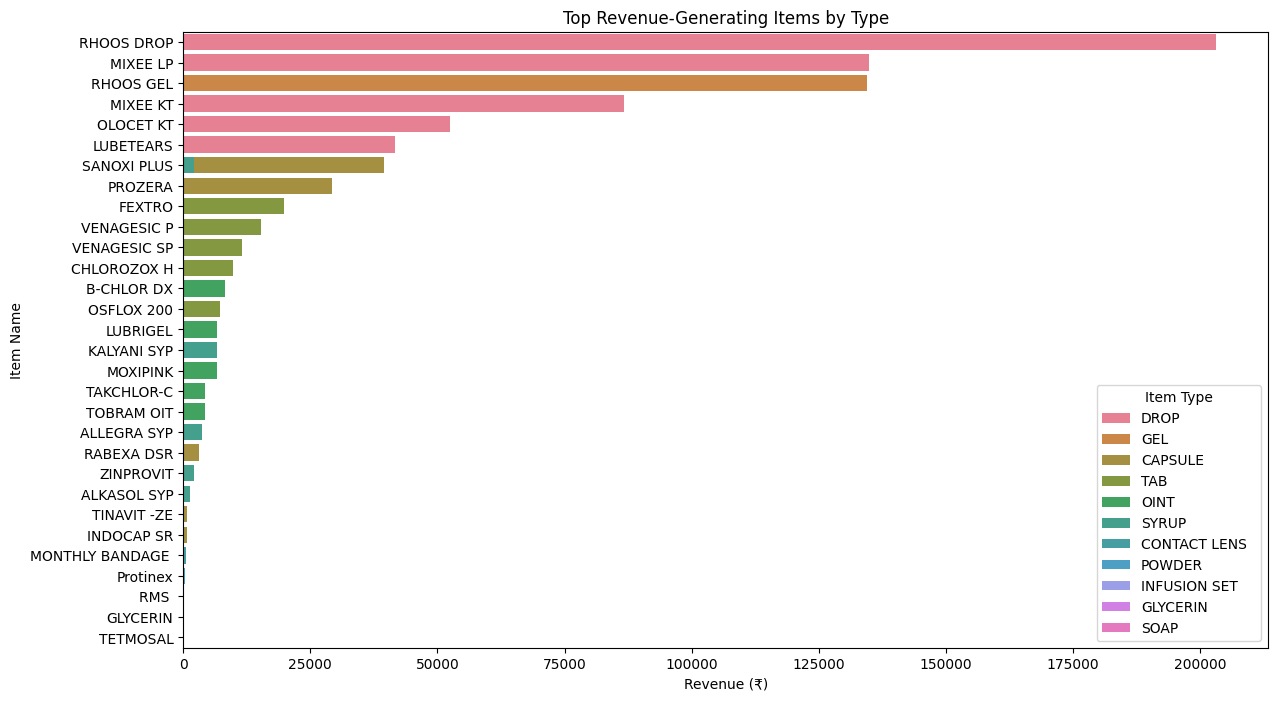 Top Revenue-Generating Items by Type
Item Name
RHOOS DROP
MIXEE LP
RHOOS GEL
MIXEE KT
OLOCET KT
LUBETEARS
SANOXI PLUS
PROZERA
FEXTRO
VENAGESIC P
VENAGESIC SP
CHLOROZOX H
B-CHLOR DX
OSFLOX 200
LUBRIGEL
KALYANI SYP
MOXIPINK
TAKCHLOR-C
TOBRAM OIT
ALLEGRA SYP
RABEXA DSR
ZINPROVIT
ALKASOL SYP
TINAVIT -ZE
INDOCAP SR
MONTHLY BANDAGE
Protinex
RMS
GLYCERIN
TETMOSAL
Item Type
DROP
GEL
CAPSULE
TAB
OINT
SYRUP
CONTACT LENS
POWDER
INFUSION SET
GLYCERIN
SOAP
0 25000 50000 75000 100000 125000 150000 175000 200000
Revenue (₹)